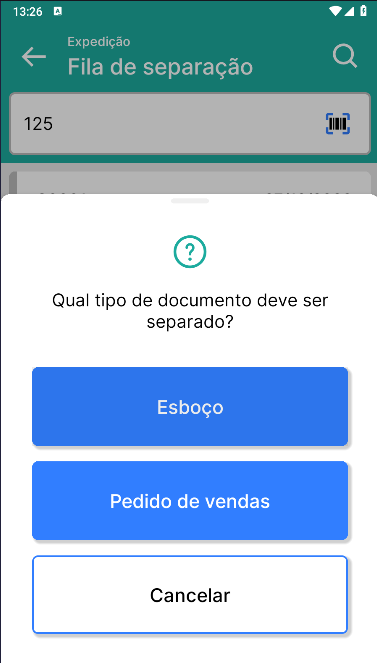 13:26
Expedição
Fila de separação
125
Qual tipo de documento deve ser
separado?
Esboço
Pedido de vendas
Cancelar